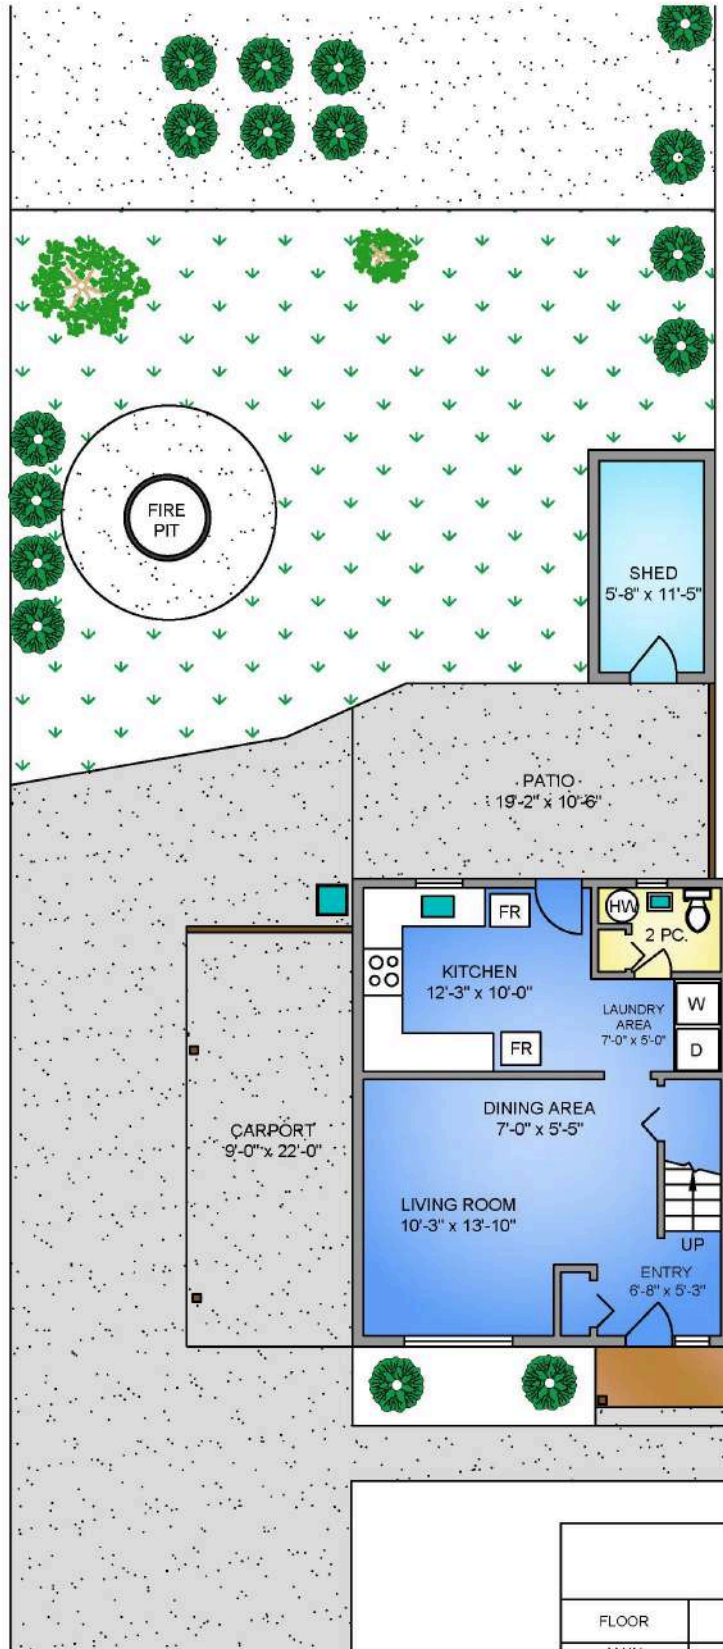 FIRE
PIT
SHED
5'-8" x 11'-5"
PATIO
19'-2" x 10'-6"
FR
HW
2 PC.
KITCHEN
12'-3" x 10'-0"
LAUNDRY
AREA
7'-0" x 5'-0"
W
FR
D
DINING AREA
7'-0" x 5'-5"
CARPORT
9'-0" x 22'-0"
LIVING ROOM
10'-3" x 13'-10"
UP
ENTRY
6'-8" x 5'-3"
FLOOR